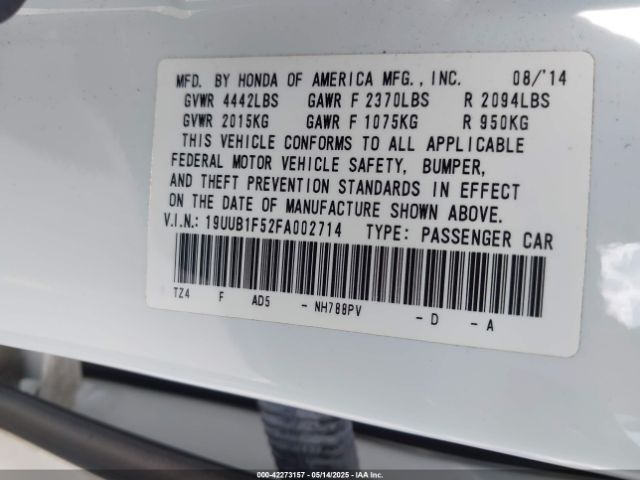 MFD. BY HONDA OF AMERICA MFG., INC. 08/'14
GVWR 4442LBS GAWR F 2370LBS R 2094LBS
GVWR 2015KG GAWR F 1075KG R 950KG
THIS VEHICLE CONFORMS TO ALL APPLICABLE
FEDERAL MOTOR VEHICLE SAFETY, BUMPER,
AND THEFT PREVENTION STANDARDS IN EFFECT
ON THE DATE OF MANUFACTURE SHOWN ABOVE.
V.I.N.: 19UUB1F52FA002714 TYPE: PASSENGER CAR
TZ4 F AD5 - NH788PV - D - A
000-42273157 - 05/14/2025 - IAA Inc.